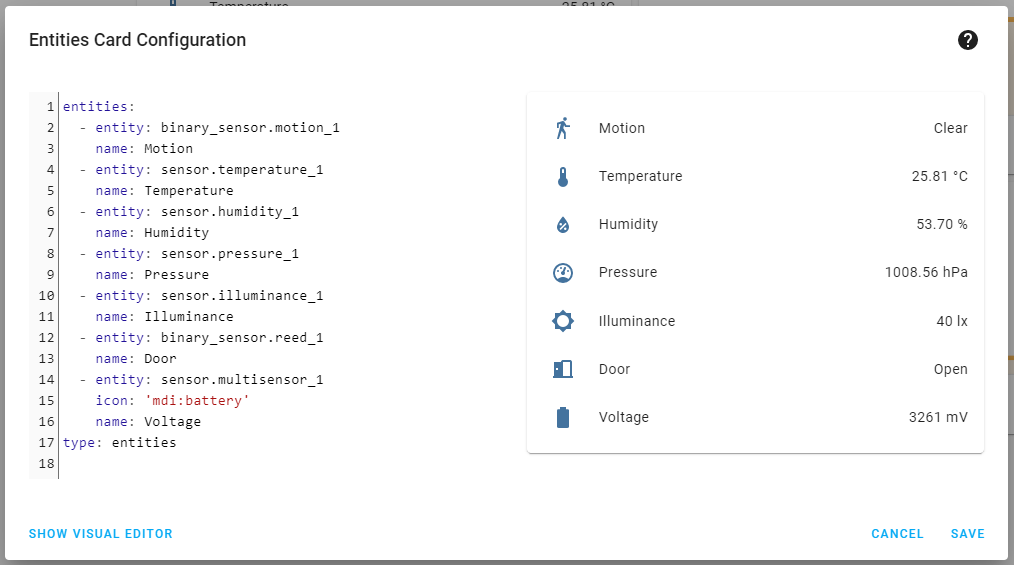 Temperature 25.81 °C
Entities Card Configuration
?
1 entities:
2   - entity: binary_sensor.motion_1
3     name: Motion
4   - entity: sensor.temperature_1
5     name: Temperature
6   - entity: sensor.humidity_1
7     name: Humidity
8   - entity: sensor.pressure_1
9     name: Pressure
10   - entity: sensor.illuminance_1
11     name: Illuminance
12   - entity: binary_sensor.reed_1
13     name: Door
14   - entity: sensor.multisensor_1
15     icon: 'mdi:battery'
16     name: Voltage
17 type: entities
18
Motion Clear
Temperature 25.81 °C
Humidity 53.70 %
Pressure 1008.56 hPa
Illuminance 40 lx
Door Open
Voltage 3261 mV
SHOW VISUAL EDITOR CANCEL SAVE